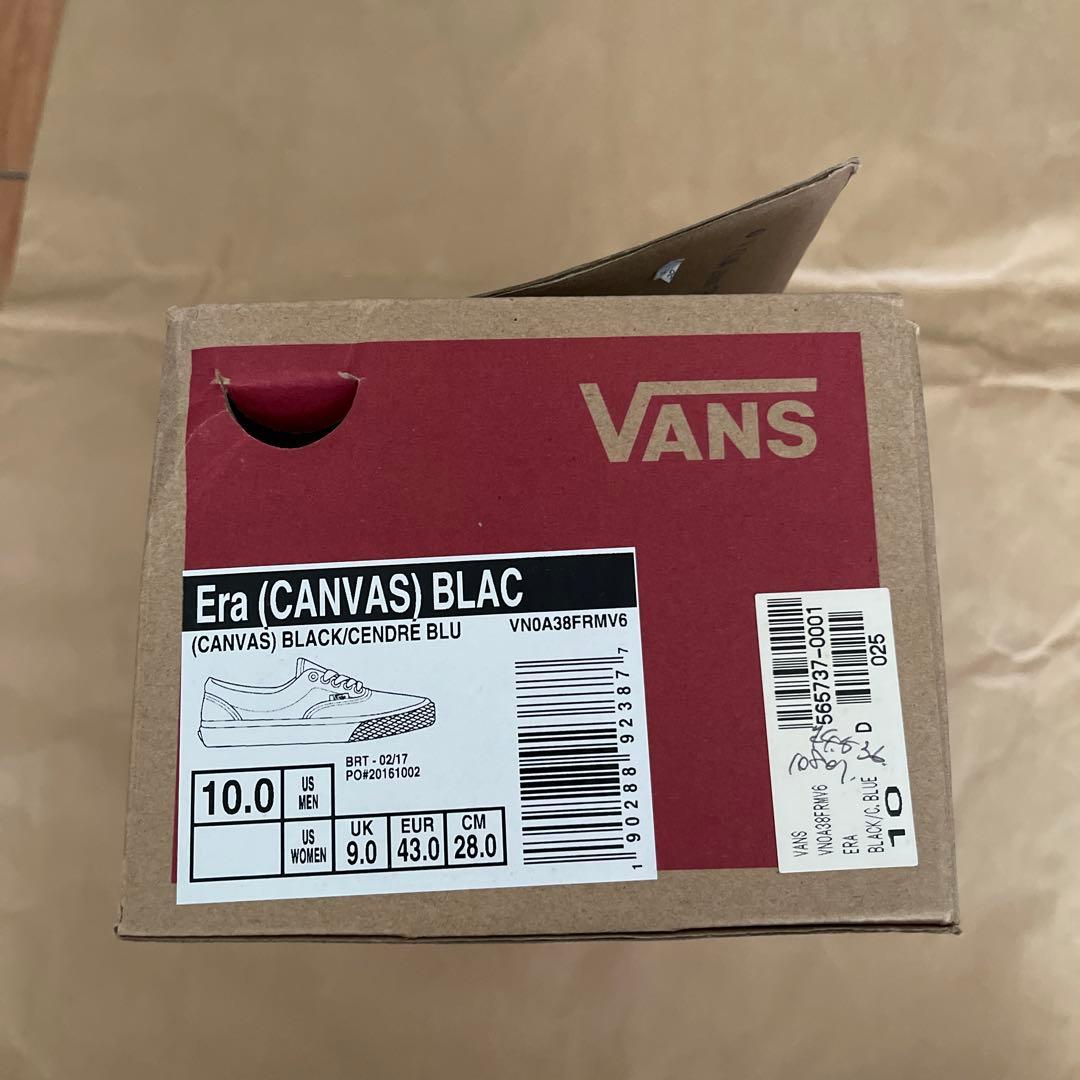 VANS
Era (CANVAS) BLAC
(CANVAS) BLACK/CENDRE BLU
VN0A38FRMV6
BRT - 02/17
PO#20161002
10.0
US MEN
US WOMEN
UK 9.0
EUR 43.0
CM 28.0
1 90288 92387 7
565737-0001
D
025
VANS
VN0A38FRMV6
ERA
BLACK/C.BLUE
10